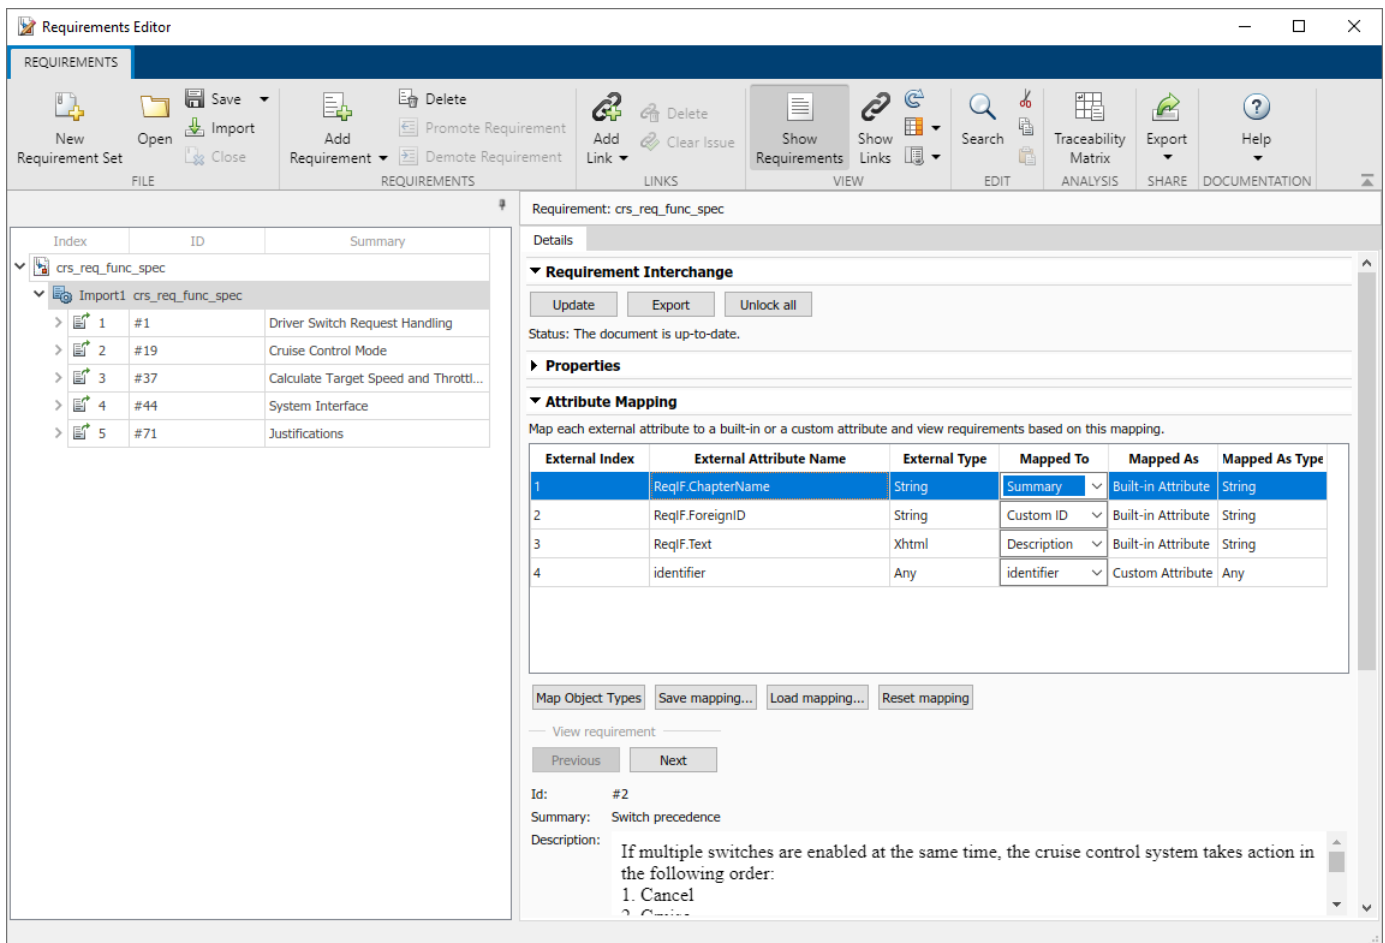 Requirements Editor
REQUIREMENTS
New Requirement Set
Open
Save
Import
Close
FILE
Add Requirement
Delete
Promote Requirement
Demote Requirement
REQUIREMENTS
Add Link
Delete
Clear Issue
LINKS
Show Requirements
Show Links
VIEW
Search
EDIT
Traceability Matrix
ANALYSIS
Export
SHARE
Help
DOCUMENTATION
Index ID Summary
crs_req_func_spec
Import1 crs_req_func_spec
1 #1 Driver Switch Request Handling
2 #19 Cruise Control Mode
3 #37 Calculate Target Speed and Throttl...
4 #44 System Interface
5 #71 Justifications
Requirement: crs_req_func_spec
Details
Requirement Interchange
Update Export Unlock all
Status: The document is up-to-date.
Properties
Attribute Mapping
Map each external attribute to a built-in or a custom attribute and view requirements based on this mapping.
External Index External Attribute Name External Type Mapped To Mapped As Mapped As Type
1 ReqIF.ChapterName String Summary Built-in Attribute String
2 ReqIF.ForeignID String Custom ID Built-in Attribute String
3 ReqIF.Text Xhtml Description Built-in Attribute String
4 identifier Any identifier Custom Attribute Any
Map Object Types Save mapping... Load mapping... Reset mapping
View requirement
Previous Next
Id: #2
Summary: Switch precedence
Description: If multiple switches are enabled at the same time, the cruise control system takes action in
the following order:
1. Cancel
2. Cruise